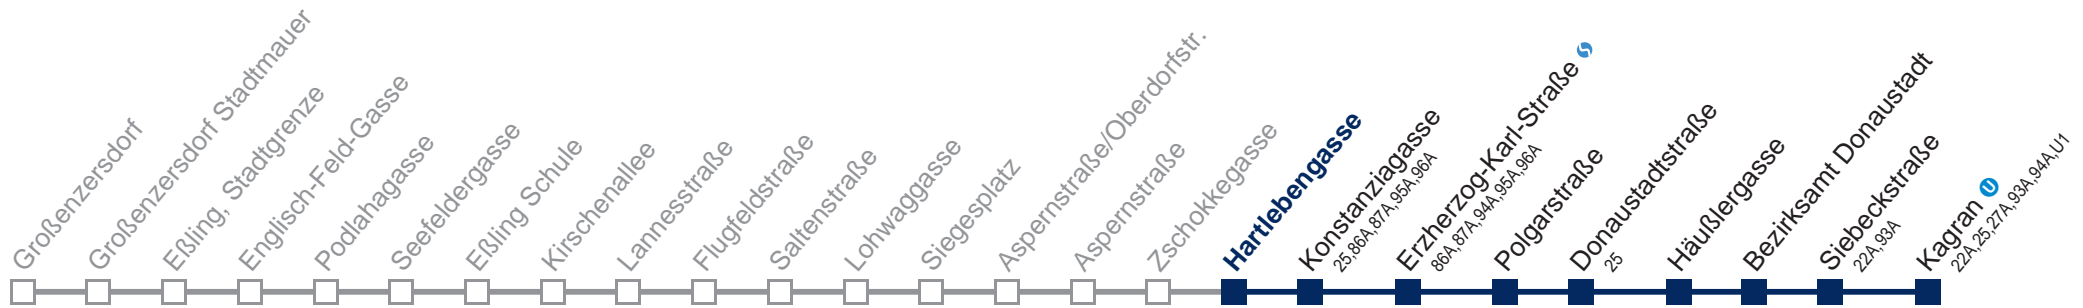 Großenzersdorf
Großenzersdorf Stadtmauer
Eßling, Stadtgrenze
Englisch-Feld-Gasse
Podlahagasse
Seefeldergasse
Eßling Schule
Kirschenallee
Lannesstraße
Flugfeldstraße
Saltenstraße
Lohwaggasse
Siegesplatz
Aspernstraße/Oberdorfstr.
Aspernstraße
Zschokkegasse
Hartlebengasse
Konstanziagasse
25,86A,87A,95A,96A
Erzherzog-Karl-Straße S
86A,87A,94A,95A,96A
Polgarstraße
Donaustadtstraße
25
Häußlergasse
Bezirksamt Donaustadt
Siebeckstraße
22A,93A
Kagran U
22A,25,27A,93A,94A,U1